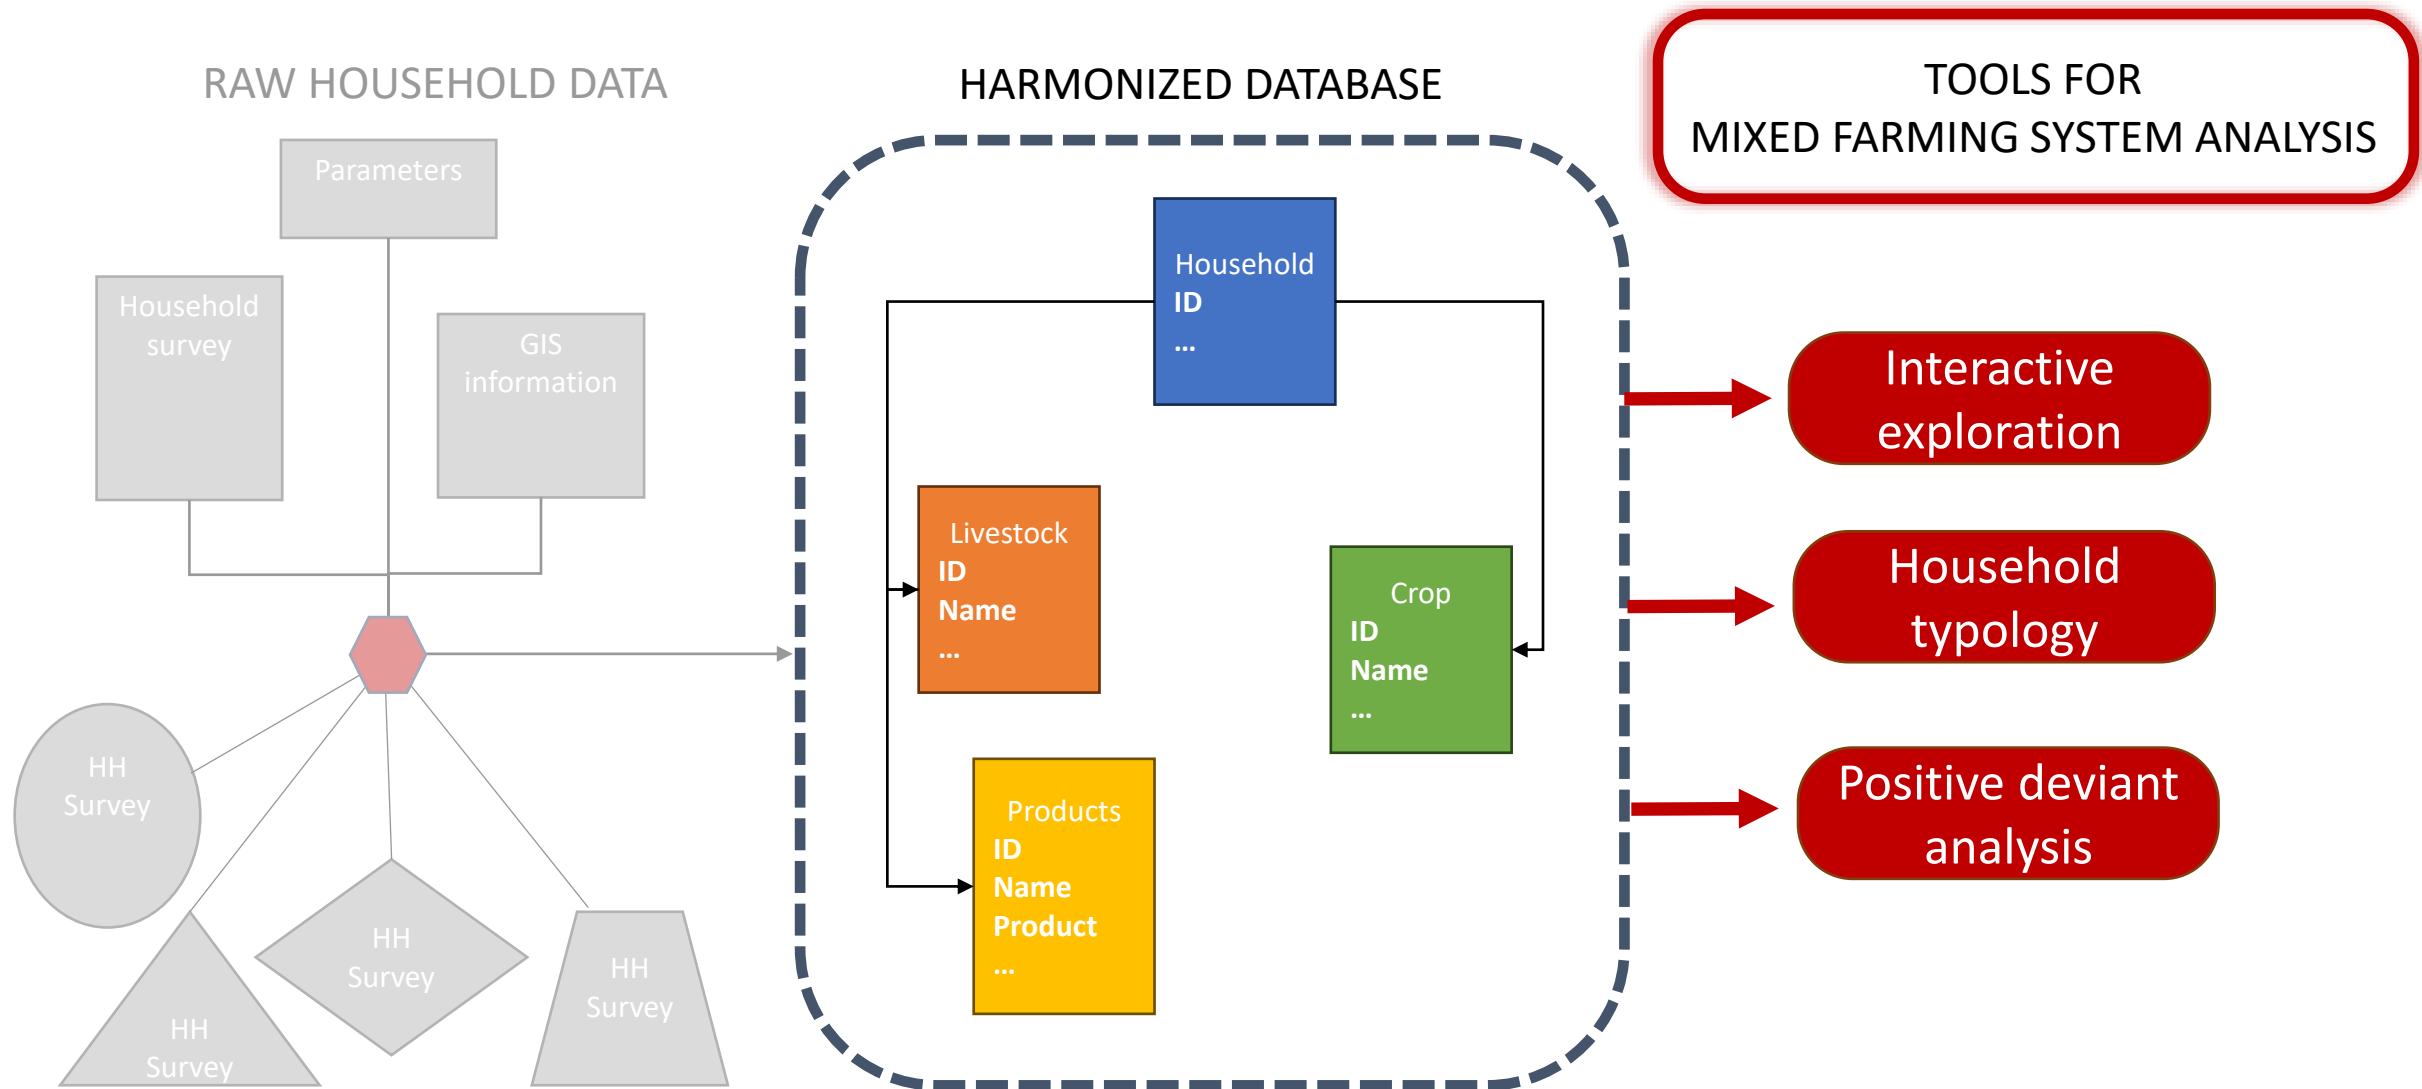 RAW HOUSEHOLD DATA
Parameters
Household
survey
GIS
information
HH
Survey
HH
Survey
HH
Survey
HH
Survey
HARMONIZED DATABASE
Household
ID
...
Livestock
ID
Name
...
Crop
ID
Name
...
Products
ID
Name
Product
...
TOOLS FOR
MIXED FARMING SYSTEM ANALYSIS
Interactive
exploration
Household
typology
Positive deviant
analysis